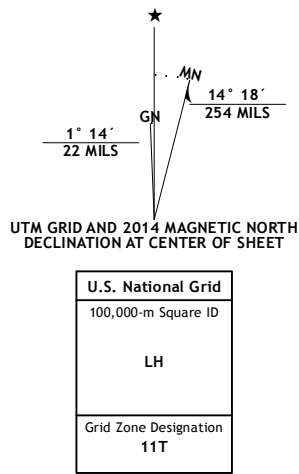 ★
MN
14° 18´
254 MILS
GN
1° 14´
22 MILS
UTM GRID AND 2014 MAGNETIC NORTH
DECLINATION AT CENTER OF SHEET
U.S. National Grid
100,000-m Square ID
LH
Grid Zone Designation
11T